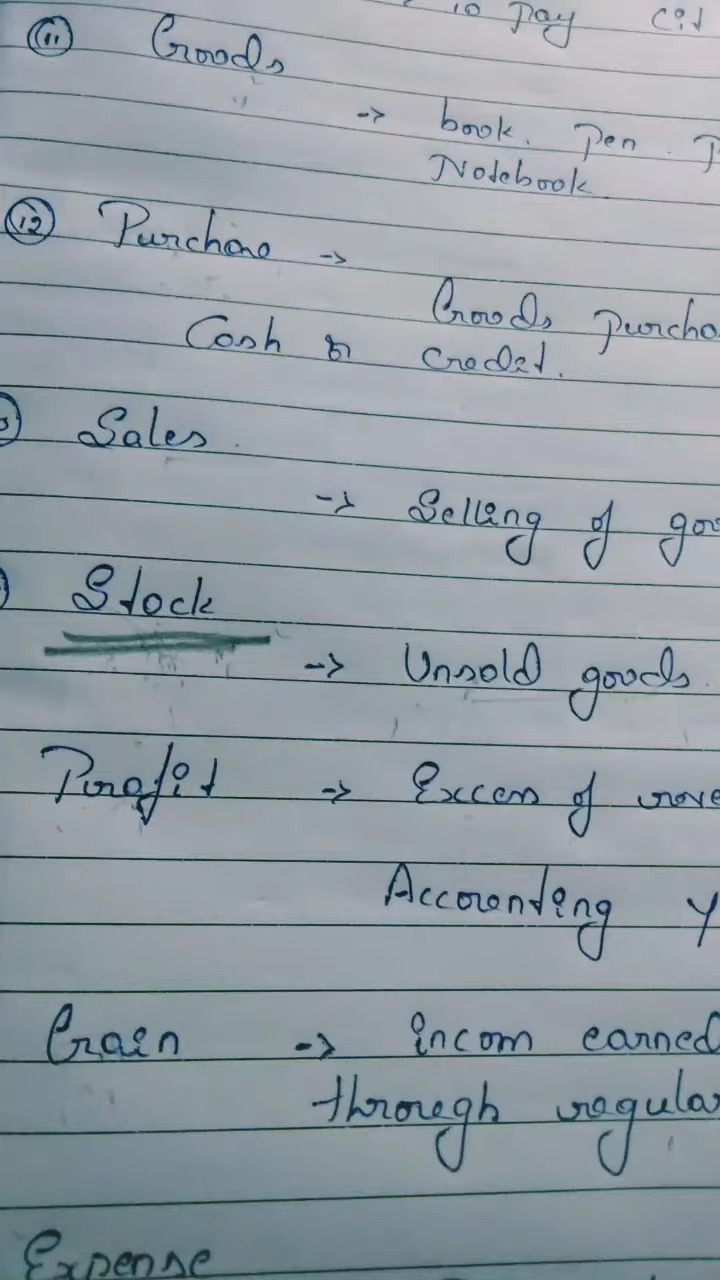 to pay
(11) Goods
→ book. Pen.
Notebook
(12) Purchase →
Goods purcha
Cash or credit.
Sales.
→ Selling of goo
Stock
→ Unsold goods.
Profit → Excess of reve
Accounting y
Gain → incom earned
through regular
Expense